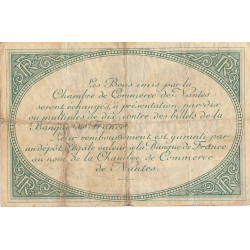 Les Bons émis par la
Chambre de Commerce de Nantes
seront échangés à présentation, par dix
ou multiples de dix, contre des billets de la
Banque de France
Leur remboursement est garanti par
un dépôt d'égale valeur à la Banque de France
au nom de la Chambre de Commerce
de Nantes.